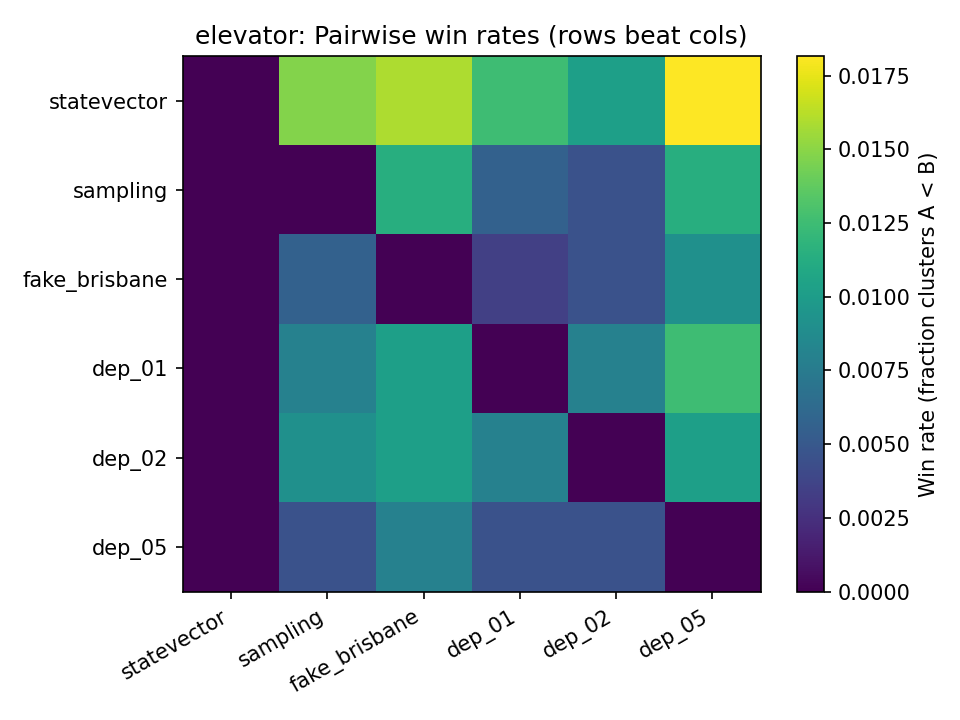 elevator: Pairwise win rates (rows beat cols)
statevector
sampling
fake_brisbane
dep_01
dep_02
dep_05
statevector
sampling
fake_brisbane
dep_01
dep_02
dep_05
0.0175
0.0150
0.0125
0.0100
0.0075
0.0050
0.0025
0.0000
Win rate (fraction clusters A < B)